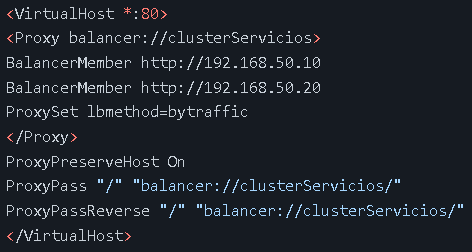 <VirtualHost *:80>
<Proxy balancer://clusterServicios>
BalancerMember http://192.168.50.10
BalancerMember http://192.168.50.20
ProxySet lbmethod=bytraffic
</Proxy>
ProxyPreserveHost On
ProxyPass "/" "balancer://clusterServicios/"
ProxyPassReverse "/" "balancer://clusterServicios/"
</VirtualHost>